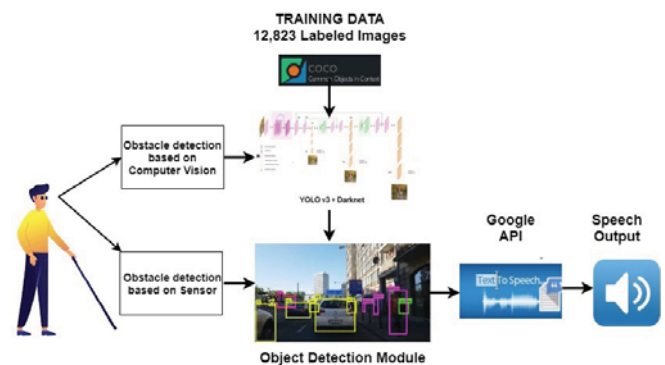 TRAINING DATA
12,823 Labeled Images
COCO
Common Objects in Context
Obstacle detection
based on
Computer Vision
YOLO v3 + Darknet
Google
API
Speech
Output
Obstacle detection
based on Sensor
Text To Speech
Object Detection Module